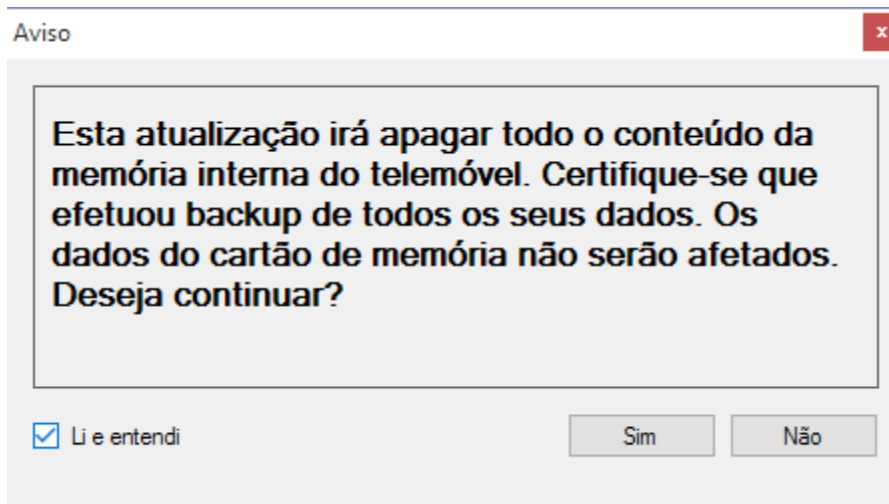 Aviso
x
Esta atualização irá apagar todo o conteúdo da
memória interna do telemóvel. Certifique-se que
efetuou backup de todos os seus dados. Os
dados do cartão de memória não serão afetados.
Deseja continuar?
Li e entendi
Sim
Não